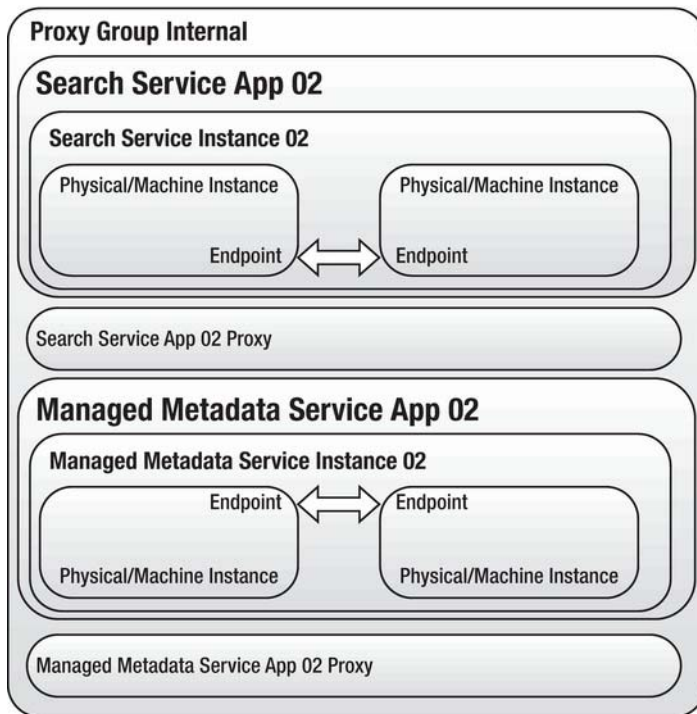 Proxy Group Internal
Search Service App 02
Search Service Instance 02
Physical/Machine Instance
Physical/Machine Instance
Endpoint
Endpoint
Search Service App 02 Proxy
Managed Metadata Service App 02
Managed Metadata Service Instance 02
Endpoint
Endpoint
Physical/Machine Instance
Physical/Machine Instance
Managed Metadata Service App 02 Proxy